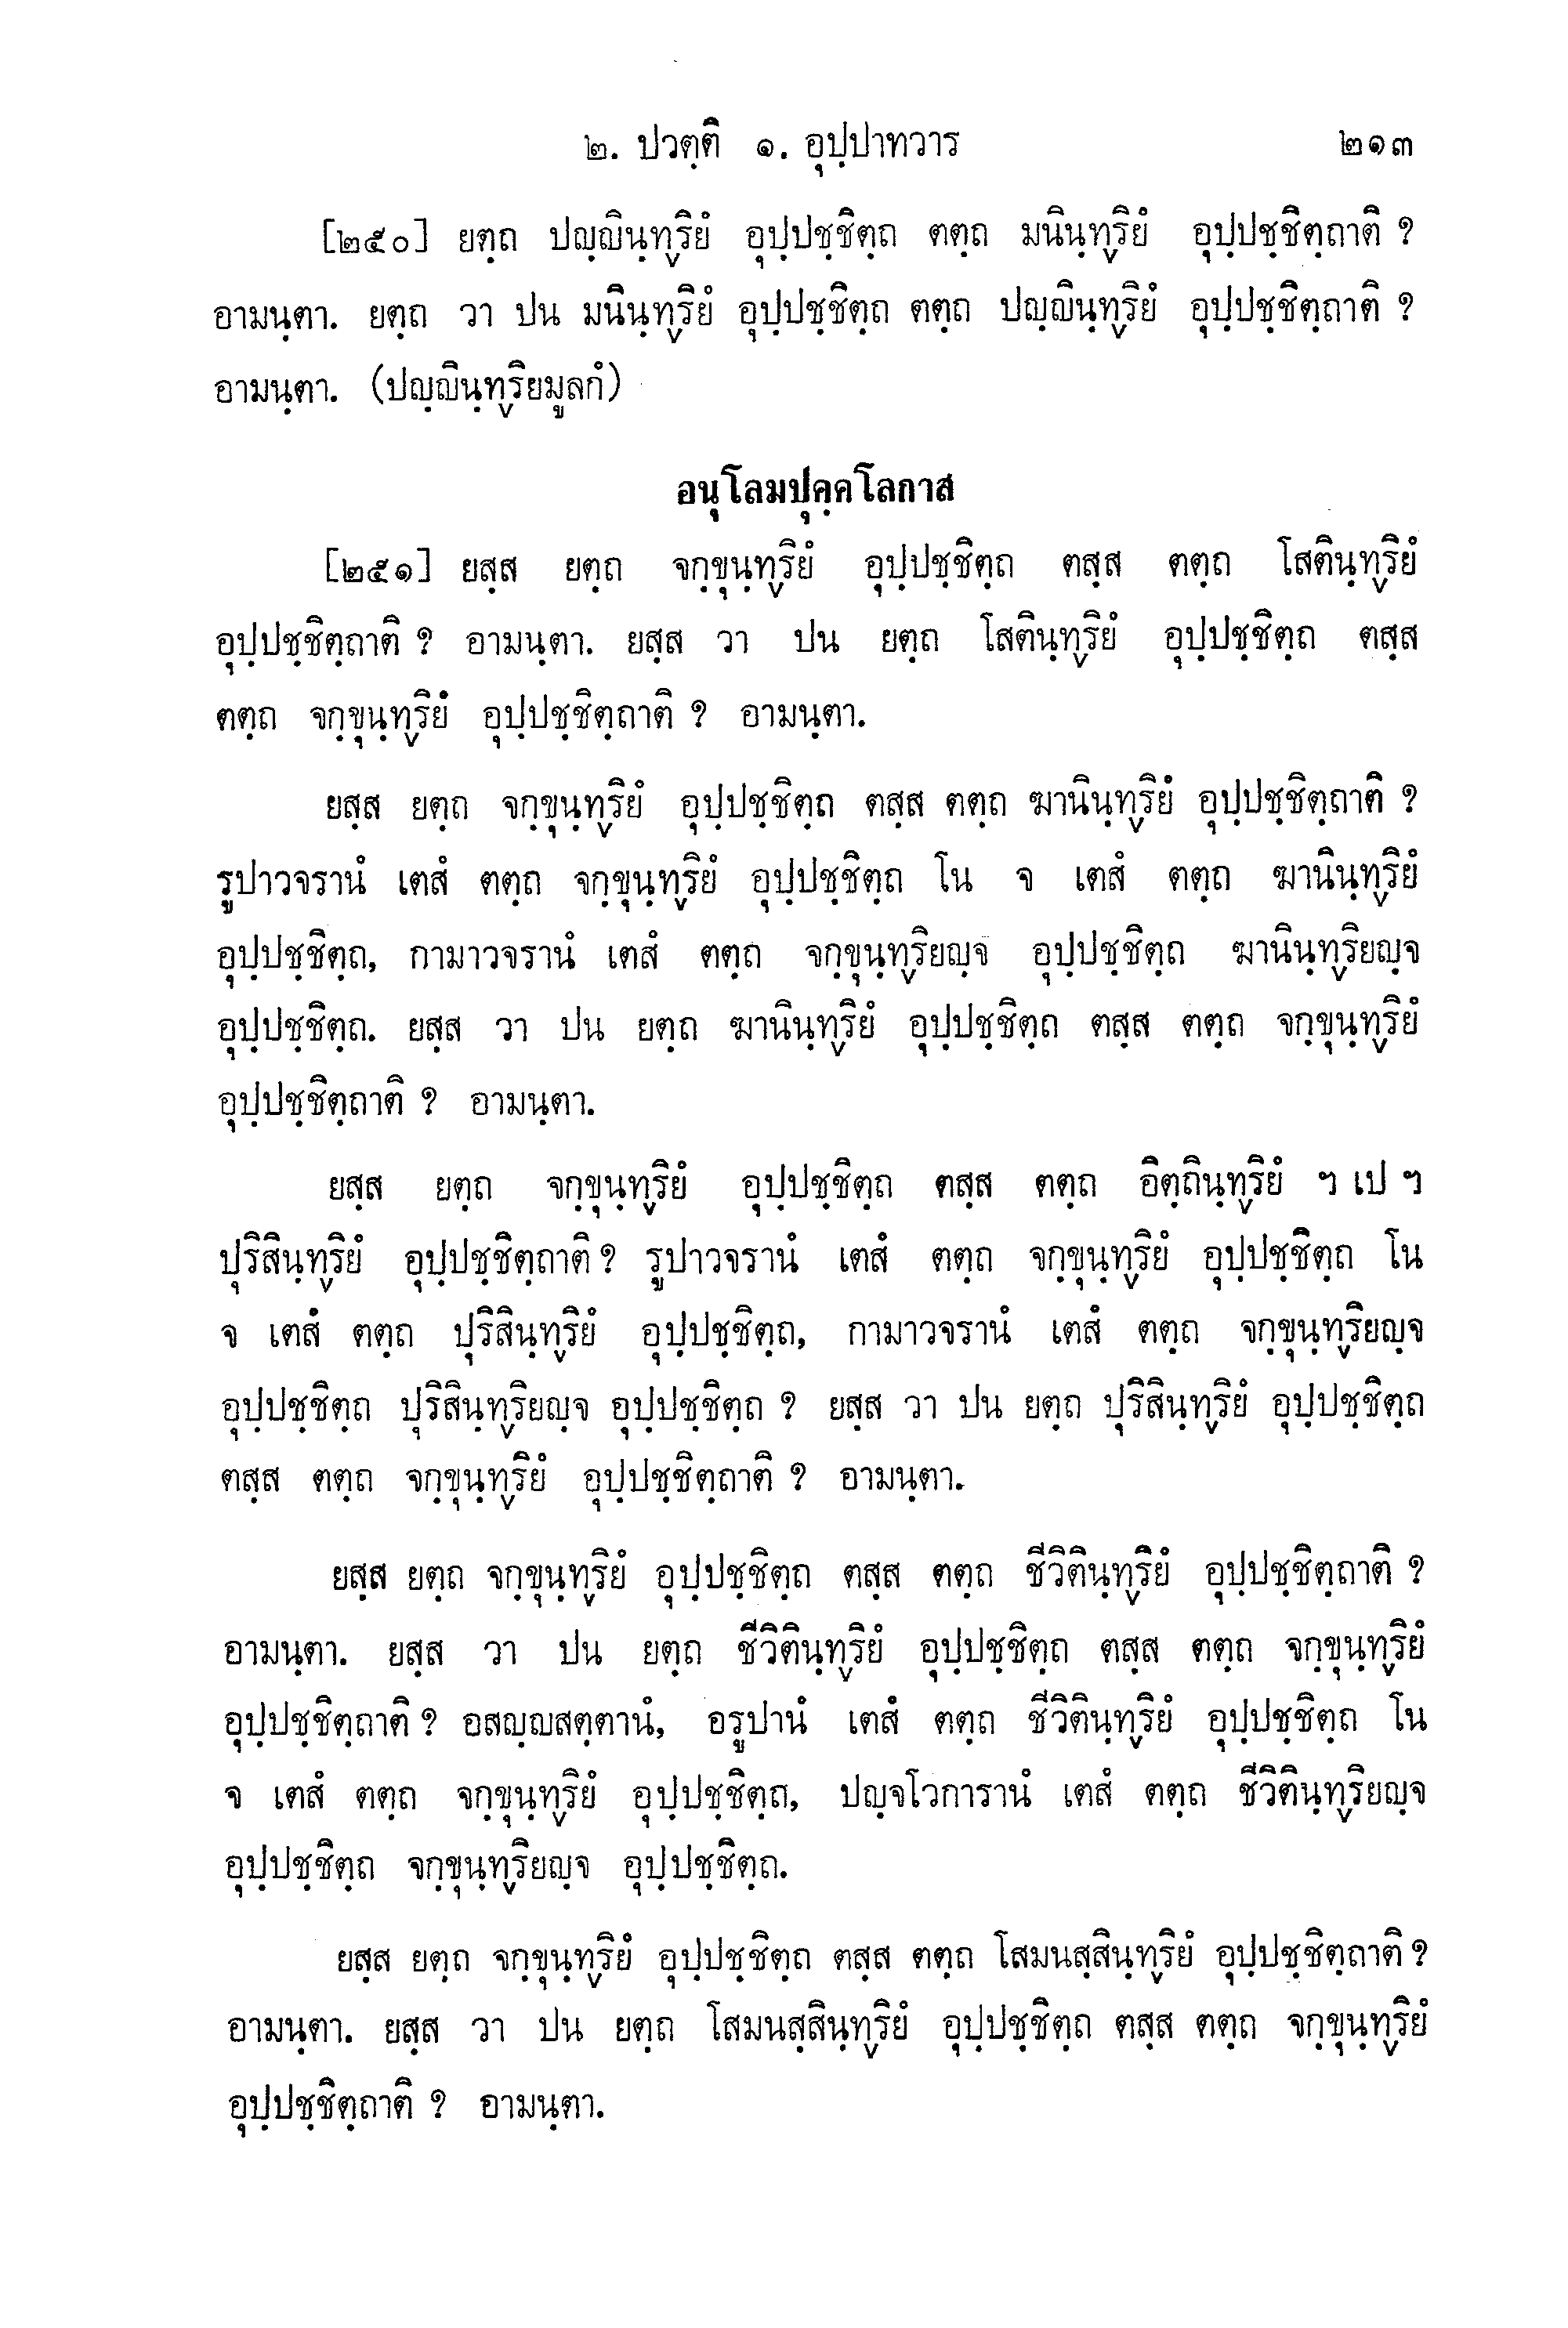 ๒. ปวตฺติ ๑. อุปฺปาทวาร ๒๑๓
[๒๕๐] ยตฺถ ปญฺญินฺทฺริยํ อุปฺปชฺชิตฺถ ตตฺถ มนินฺทฺริยํ อุปฺปชฺชิตฺถาติ ?
อามนฺตา. ยตฺถ วา ปน มนินฺทฺริยํ อุปฺปชฺชิตฺถ ตตฺถ ปญฺญินฺทฺริยํ อุปฺปชฺชิตฺถาติ ?
อามนฺตา. (ปญฺญินฺทฺริยมูลกํ)
อนุโลมปุคฺคโลกาส
[๒๕๑] ยสฺส ยตฺถ จกฺขุนฺทฺริยํ อุปฺปชฺชิตฺถ ตสฺส ตตฺถ โสตินฺทฺริยํ
อุปฺปชฺชิตฺถาติ ? อามนฺตา. ยสฺส วา ปน ยตฺถ โสตินฺทฺริยํ อุปฺปชฺชิตฺถ ตสฺส
ตตฺถ จกฺขุนฺทฺริยํ อุปฺปชฺชิตฺถาติ ? อามนฺตา.
ยสฺส ยตฺถ จกฺขุนฺทฺริยํ อุปฺปชฺชิตฺถ ตสฺส ตตฺถ ฆานินฺทฺริยํ อุปฺปชฺชิตฺถาติ ?
รูปาวจรานํ เตสํ ตตฺถ จกฺขุนฺทฺริยํ อุปฺปชฺชิตฺถ โน จ เตสํ ตตฺถ ฆานินฺทฺริยํ
อุปฺปชฺชิตฺถ, กามาวจรานํ เตสํ ตตฺถ จกฺขุนฺทฺริยญฺจ อุปฺปชฺชิตฺถ ฆานินฺทฺริยญฺจ
อุปฺปชฺชิตฺถ. ยสฺส วา ปน ยตฺถ ฆานินฺทฺริยํ อุปฺปชฺชิตฺถ ตสฺส ตตฺถ จกฺขุนฺทฺริยํ
อุปฺปชฺชิตฺถาติ ? อามนฺตา.
ยสฺส ยตฺถ จกฺขุนฺทฺริยํ อุปฺปชฺชิตฺถ ตสฺส ตตฺถ อิตฺถินฺทฺริยํ ฯ เป ฯ
ปุริสินฺทฺริยํ อุปฺปชฺชิตฺถาติ ? รูปาวจรานํ เตสํ ตตฺถ จกฺขุนฺทฺริยํ อุปฺปชฺชิตฺถ โน
จ เตสํ ตตฺถ ปุริสินฺทฺริยํ อุปฺปชฺชิตฺถ, กามาวจรานํ เตสํ ตตฺถ จกฺขุนฺทฺริยญฺจ
อุปฺปชฺชิตฺถ ปุริสินฺทฺริยญฺจ อุปฺปชฺชิตฺถ ? ยสฺส วา ปน ยตฺถ ปุริสินฺทฺริยํ อุปฺปชฺชิตฺถ
ตสฺส ตตฺถ จกฺขุนฺทฺริยํ อุปฺปชฺชิตฺถาติ ? อามนฺตา.
ยสฺส ยตฺถ จกฺขุนฺทฺริยํ อุปฺปชฺชิตฺถ ตสฺส ตตฺถ ชีวิตินฺทฺริยํ อุปฺปชฺชิตฺถาติ ?
อามนฺตา. ยสฺส วา ปน ยตฺถ ชีวิตินฺทฺริยํ อุปฺปชฺชิตฺถ ตสฺส ตตฺถ จกฺขุนฺทฺริยํ
อุปฺปชฺชิตฺถาติ ? อสญฺญสตฺตานํ, อรูปานํ เตสํ ตตฺถ ชีวิตินฺทฺริยํ อุปฺปชฺชิตฺถ โน
จ เตสํ ตตฺถ จกฺขุนฺทฺริยํ อุปฺปชฺชิตฺถ, ปญฺจโวการานํ เตสํ ตตฺถ ชีวิตินฺทฺริยญฺจ
อุปฺปชฺชิตฺถ จกฺขุนฺทฺริยญฺจ อุปฺปชฺชิตฺถ.
ยสฺส ยตฺถ จกฺขุนฺทฺริยํ อุปฺปชฺชิตฺถ ตสฺส ตตฺถ โสมนสฺสินฺทฺริยํ อุปฺปชฺชิตฺถาติ ?
อามนฺตา. ยสฺส วา ปน ยตฺถ โสมนสฺสินฺทฺริยํ อุปฺปชฺชิตฺถ ตสฺส ตตฺถ จกฺขุนฺทฺริยํ
อุปฺปชฺชิตฺถาติ ? อามนฺตา.